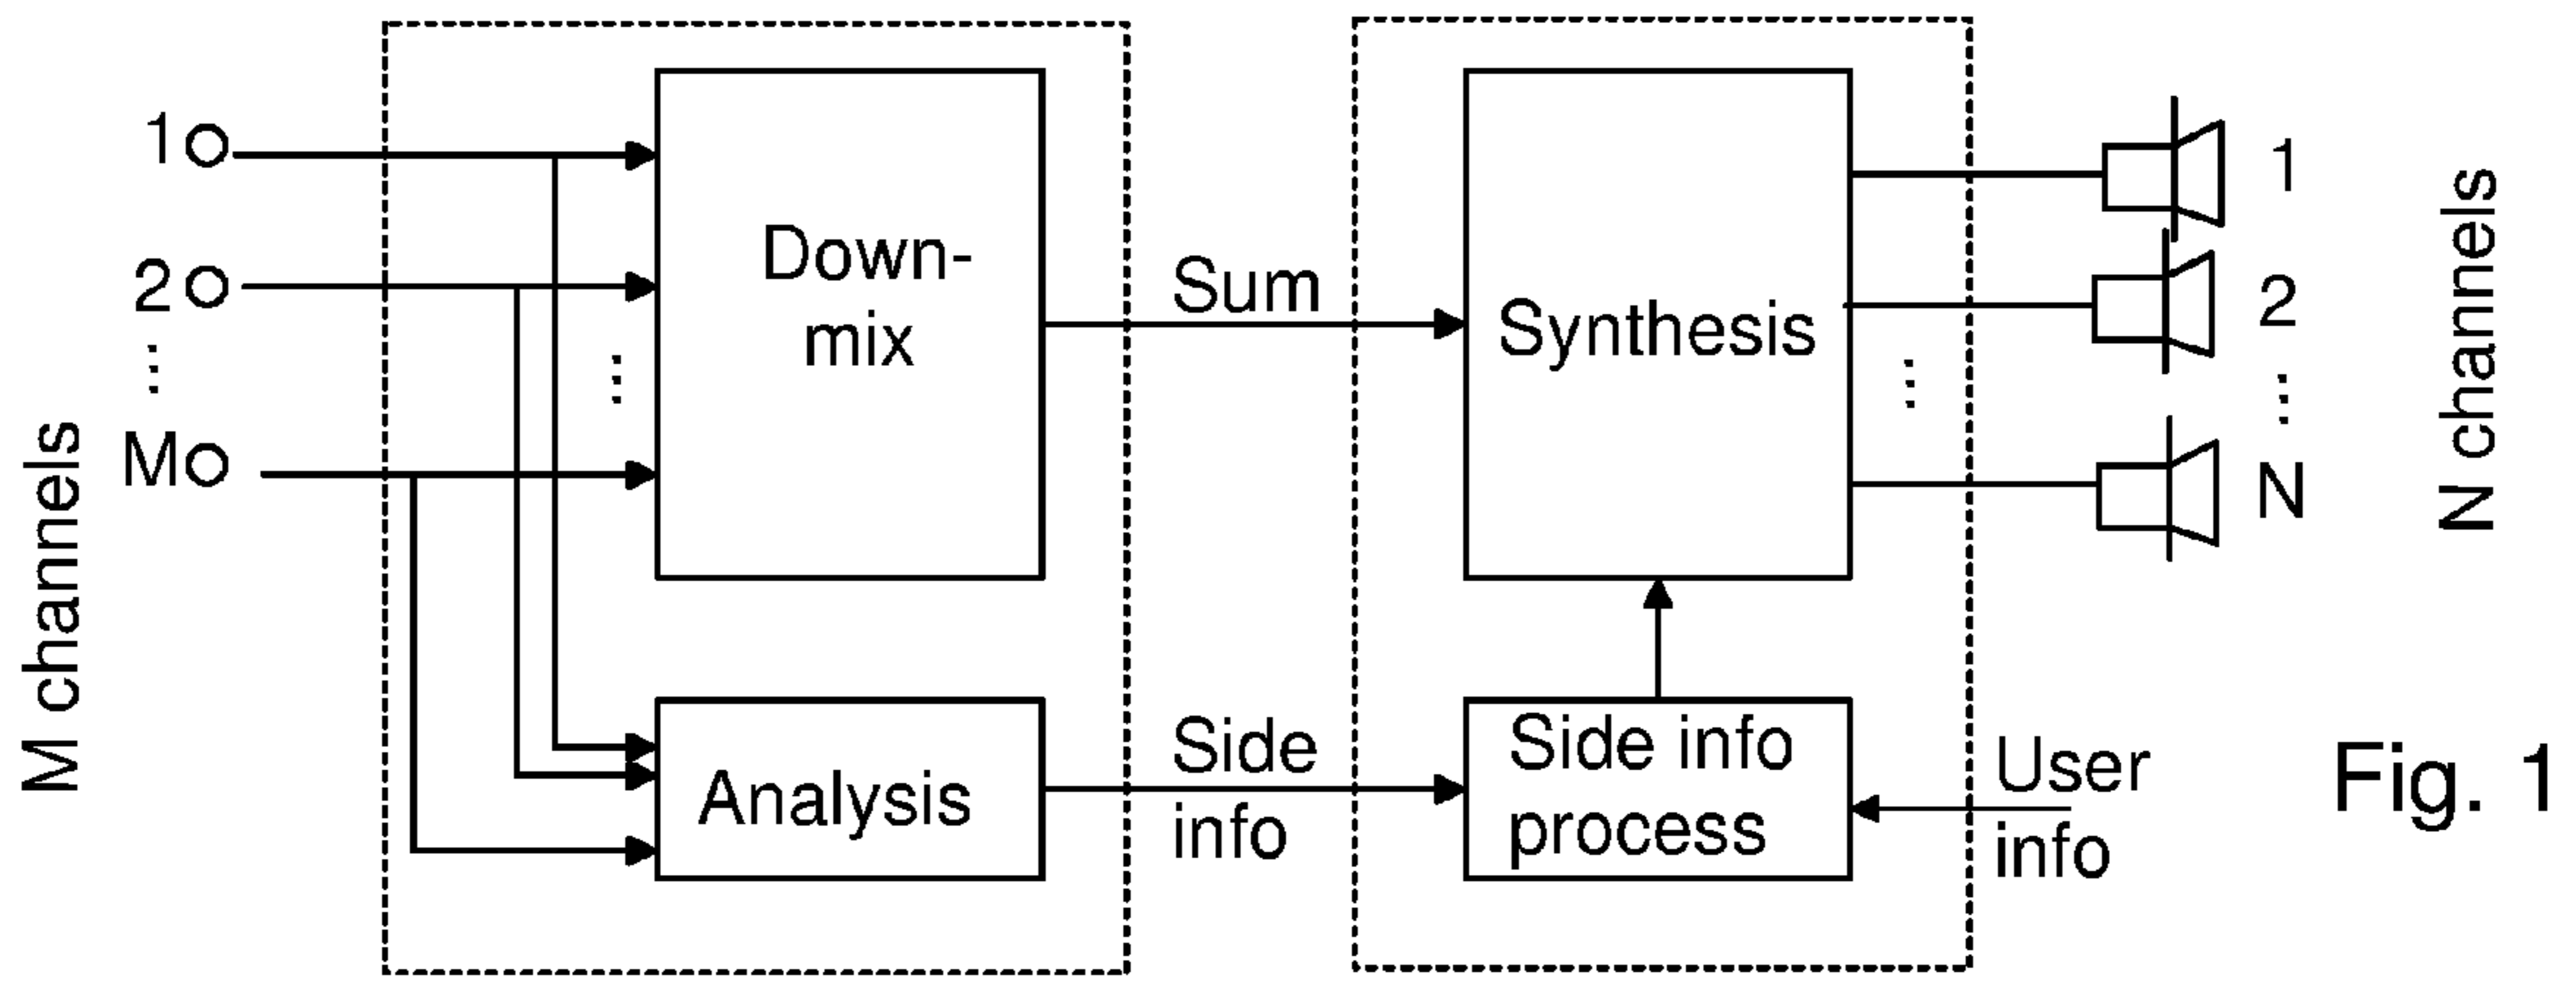 M channels
1
2
...
M
...
Down-
mix
Analysis
Sum
Side
info
Synthesis
Side info
process
...
User
info
1
2
...
N
N channels
Fig. 1